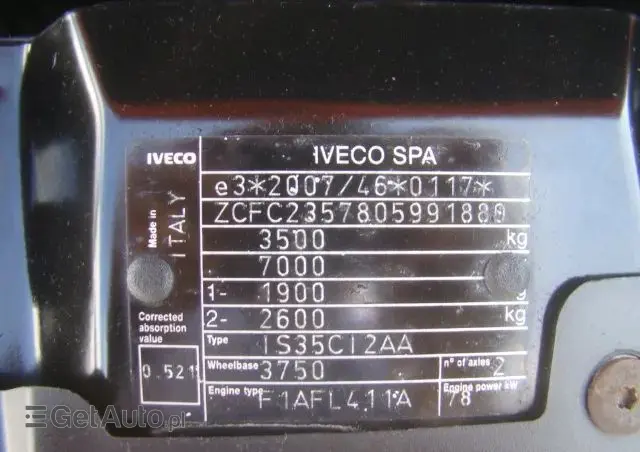 IVECO
IVECO SPA
e3*2007/46*0117*
ZCFC2357805991880
3500 kg
7000
1- 1900
2- 2600 kg
Type IS35CI2AA
Wheelbase 3750 n° of axles 2
Engine type F1AFL411A Engine power kW 78
Made in
ITALY
Corrected
absorption
value
0.521
GetAuto.pl